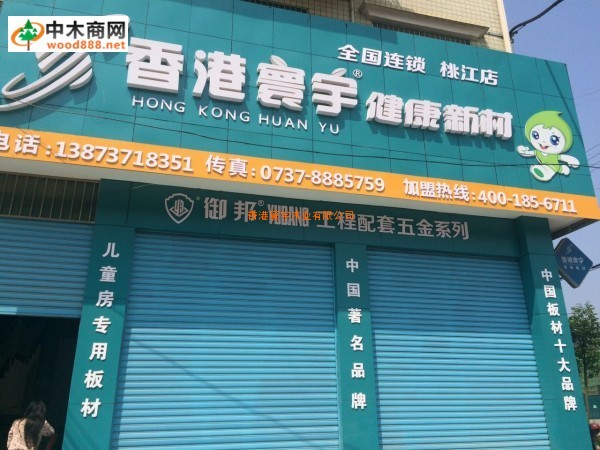 中木商网
wood888.net
全国连锁 桃江店
香港寰宇® 健康新材
HONG KONG HUAN YU
电话:13873718351 传真:0737-8885759 加盟热线:400-185-6711
御邦® YUBANG 工程配套五金系列
儿童房专用板材
中国著名品牌
中国板材十大品牌